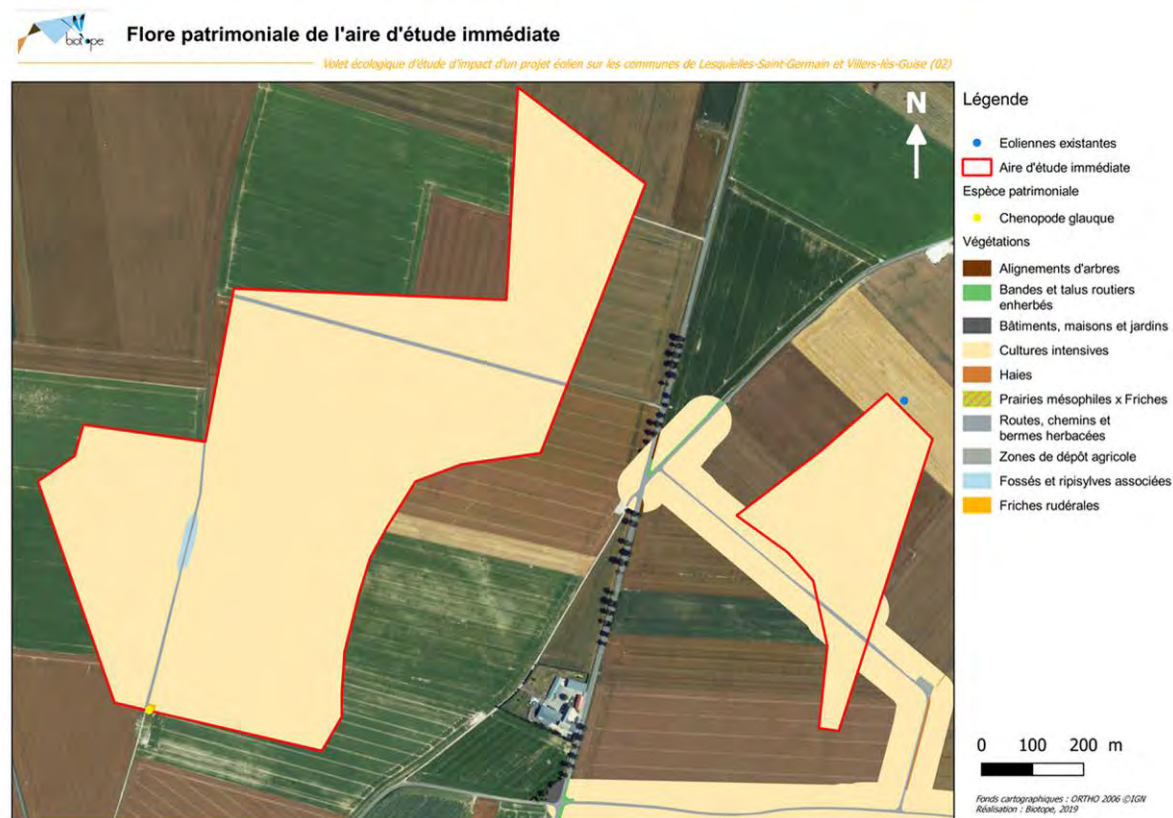 biotope
Flore patrimoniale de l'aire d'étude immédiate
Volet écologique d'étude d'impact d'un projet éolien sur les communes de Lesquielles-Saint-Germain et Villers-lès-Guise (02)
N
Légende
Eoliennes existantes
Aire d'étude immédiate
Espèce patrimoniale
Chenopode glauque
Végétations
Alignements d'arbres
Bandes et talus routiers
enherbés
Bâtiments, maisons et jardins
Cultures intensives
Haies
Prairies mésophiles x Friches
Routes, chemins et
bermes herbacées
Zones de dépôt agricole
Fossés et ripisylves associées
Friches rudérales
0 100 200 m
Fonds cartographiques : ORTHO 2006 ©IGN
Réalisation : Biotope, 2019